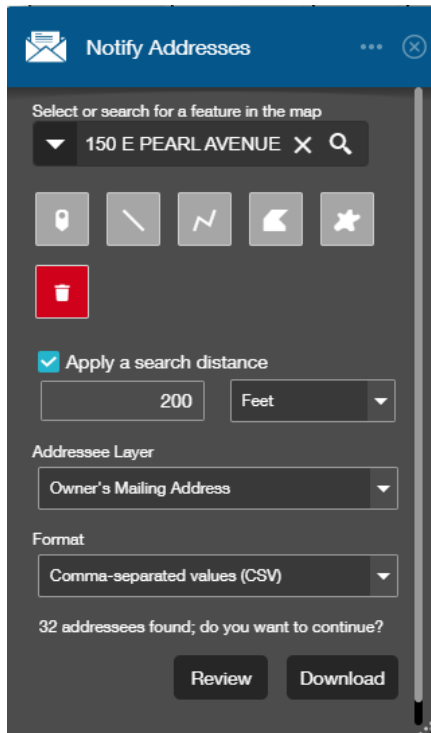 Notify Addresses
Select or search for a feature in the map
150 E PEARL AVENUE
Apply a search distance
200 Feet
Addressee Layer
Owner's Mailing Address
Format
Comma-separated values (CSV)
32 addressees found; do you want to continue?
Review Download